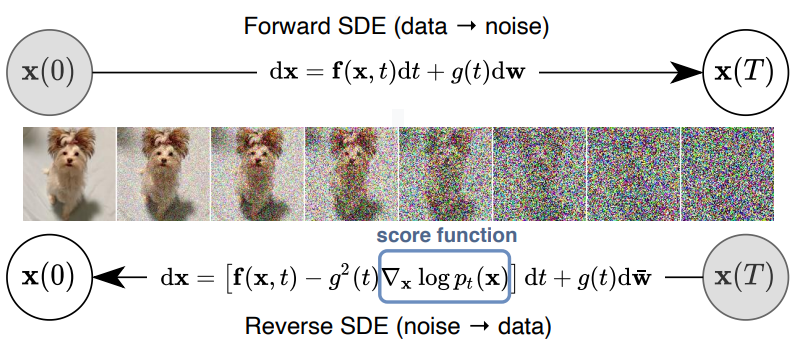 Forward SDE (data → noise)
x(0) dx = f(x, t)dt + g(t)dw x(T)
score function
x(0) dx = [f(x, t) − g²(t)∇ₓ log pₜ(x)] dt + g(t)dw̄ x(T)
Reverse SDE (noise → data)